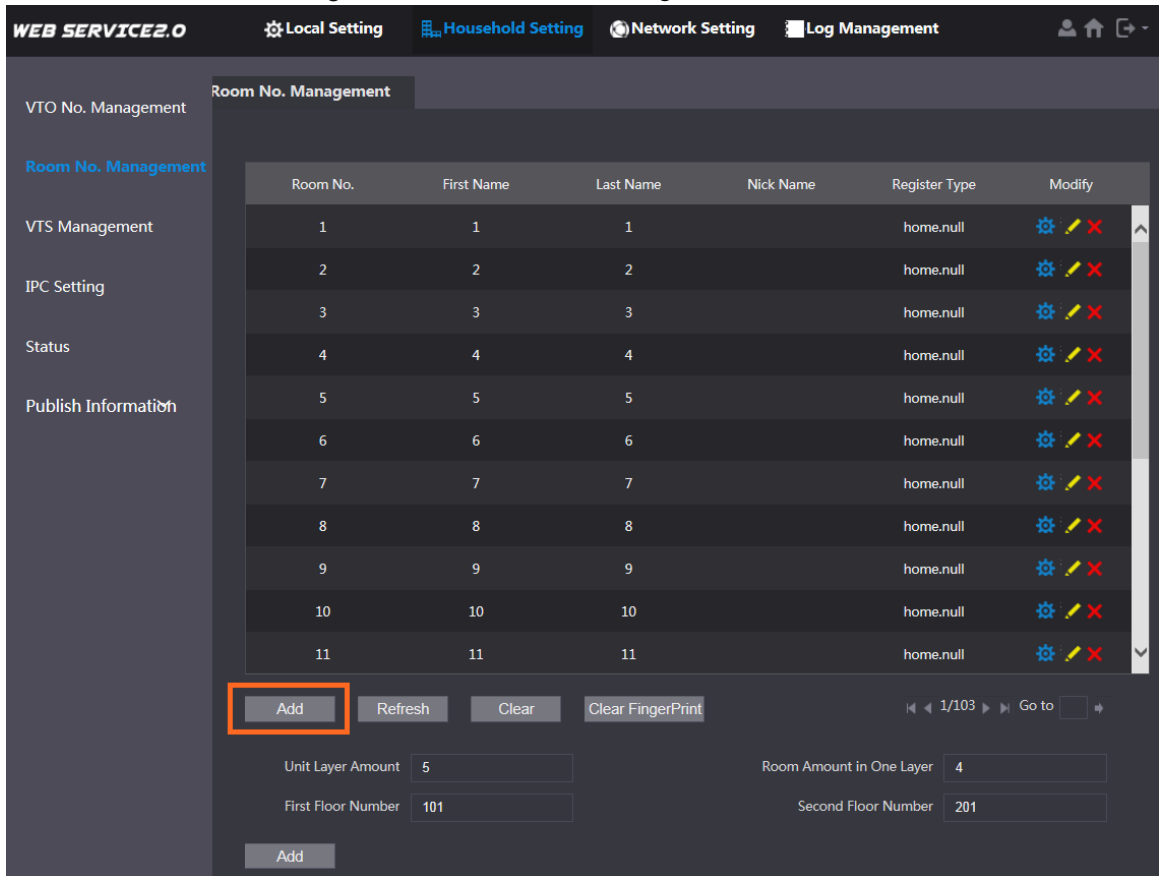 WEB SERVICE2.0 Local Setting Household Setting Network Setting Log Management
VTO No. Management
Room No. Management
VTS Management
IPC Setting
Status
Publish Information
Room No. Management
Room No. First Name Last Name Nick Name Register Type Modify
1 1 1 home.null
2 2 2 home.null
3 3 3 home.null
4 4 4 home.null
5 5 5 home.null
6 6 6 home.null
7 7 7 home.null
8 8 8 home.null
9 9 9 home.null
10 10 10 home.null
11 11 11 home.null
Add Refresh Clear Clear FingerPrint 1/103 Go to
Unit Layer Amount 5 Room Amount in One Layer 4
First Floor Number 101 Second Floor Number 201
Add